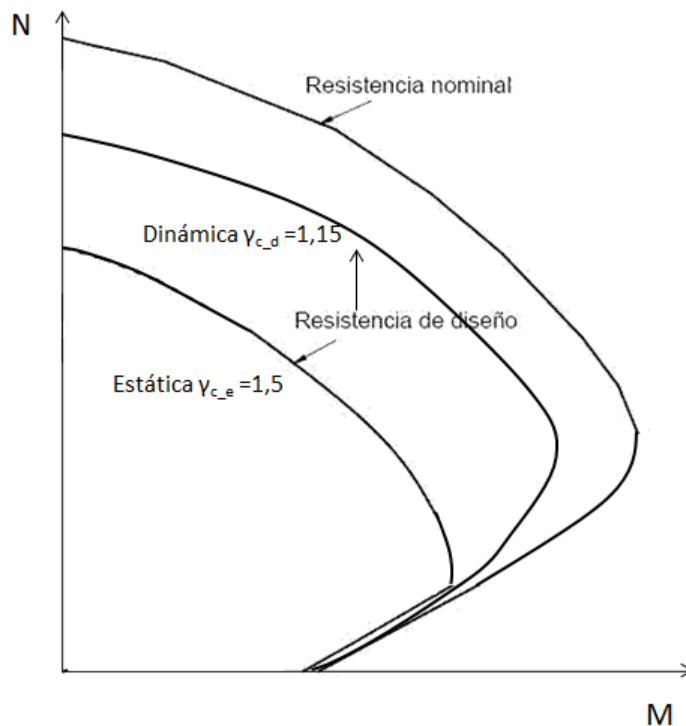 N
Resistencia nominal
Dinámica γc_d =1,15
Resistencia de diseño
Estática γc_e =1,5
M